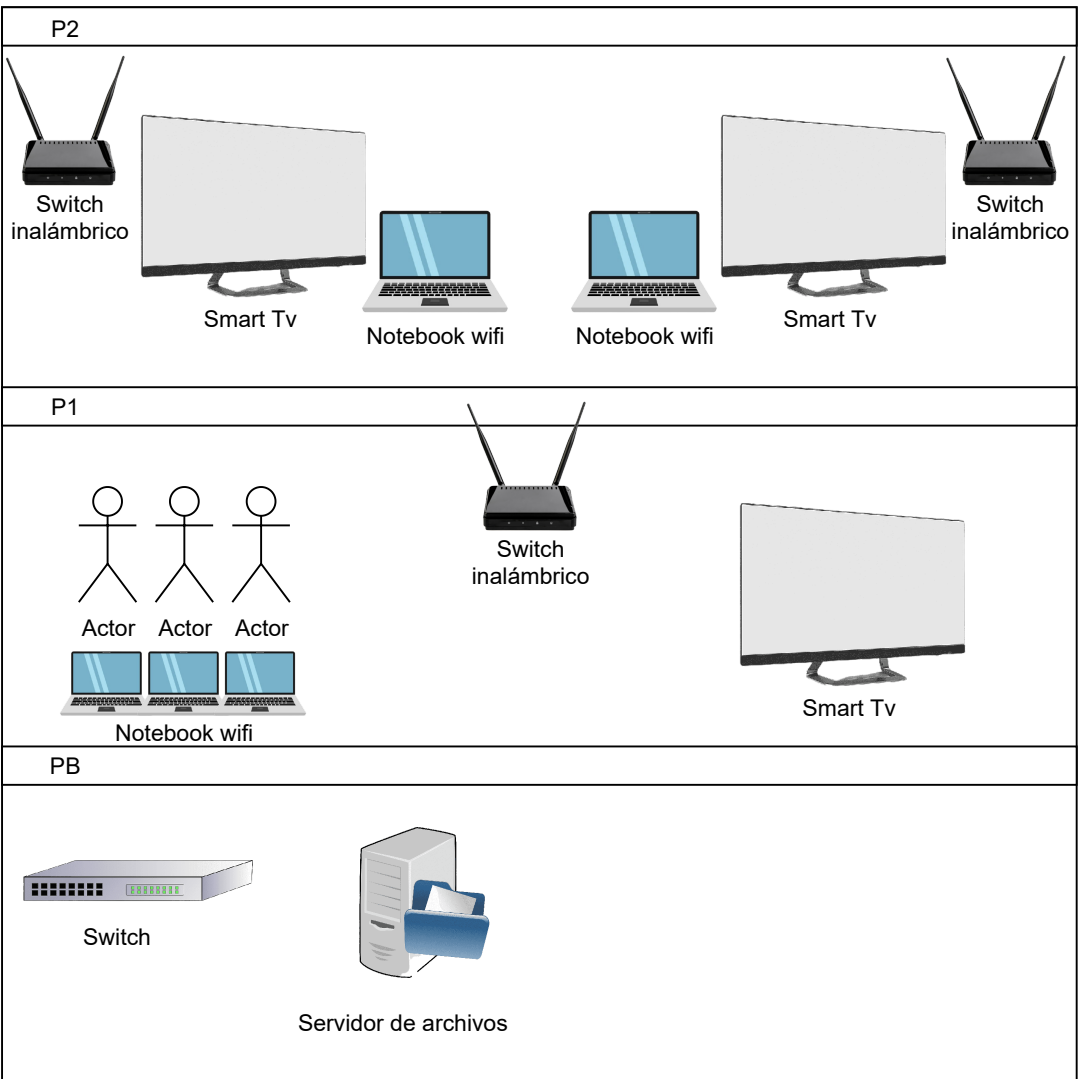 P2
Switch
inalámbrico
Switch
inalámbrico
Smart Tv
Smart Tv
Notebook wifi
Notebook wifi
P1
Switch
inalámbrico
Actor Actor Actor
Smart Tv
Notebook wifi
PB
Switch
Servidor de archivos